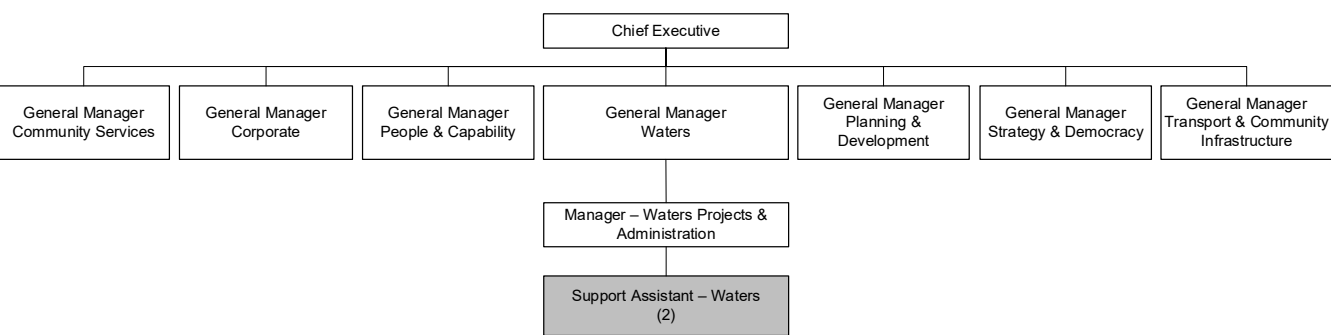 Chief Executive
General Manager
Community Services
General Manager
Corporate
General Manager
People & Capability
General Manager
Waters
General Manager
Planning &
Development
General Manager
Strategy & Democracy
General Manager
Transport & Community
Infrastructure
Manager – Waters Projects &
Administration
Support Assistant – Waters
(2)